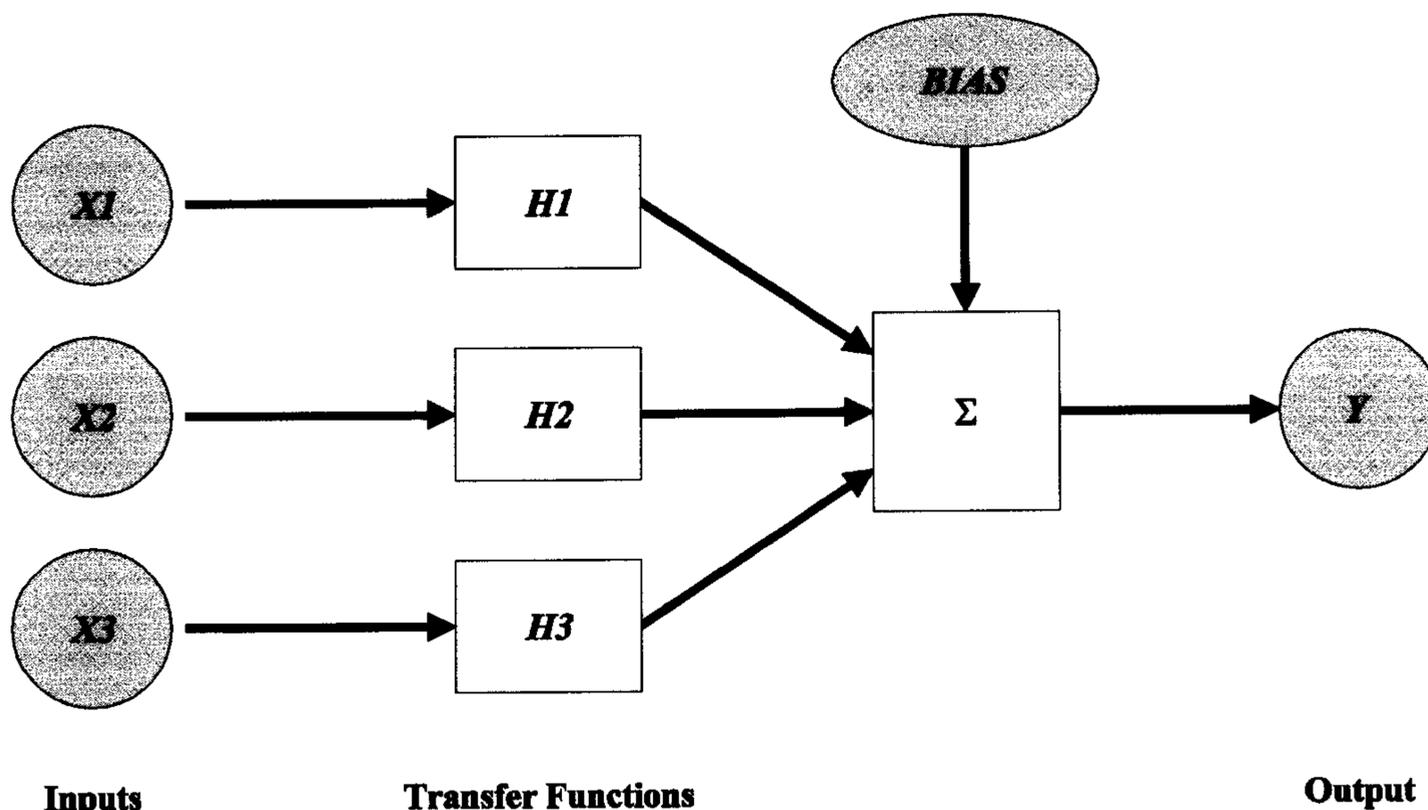 BIAS
X1
H1
X2
H2
Σ
Y
X3
H3
Inputs
Transfer Functions
Output